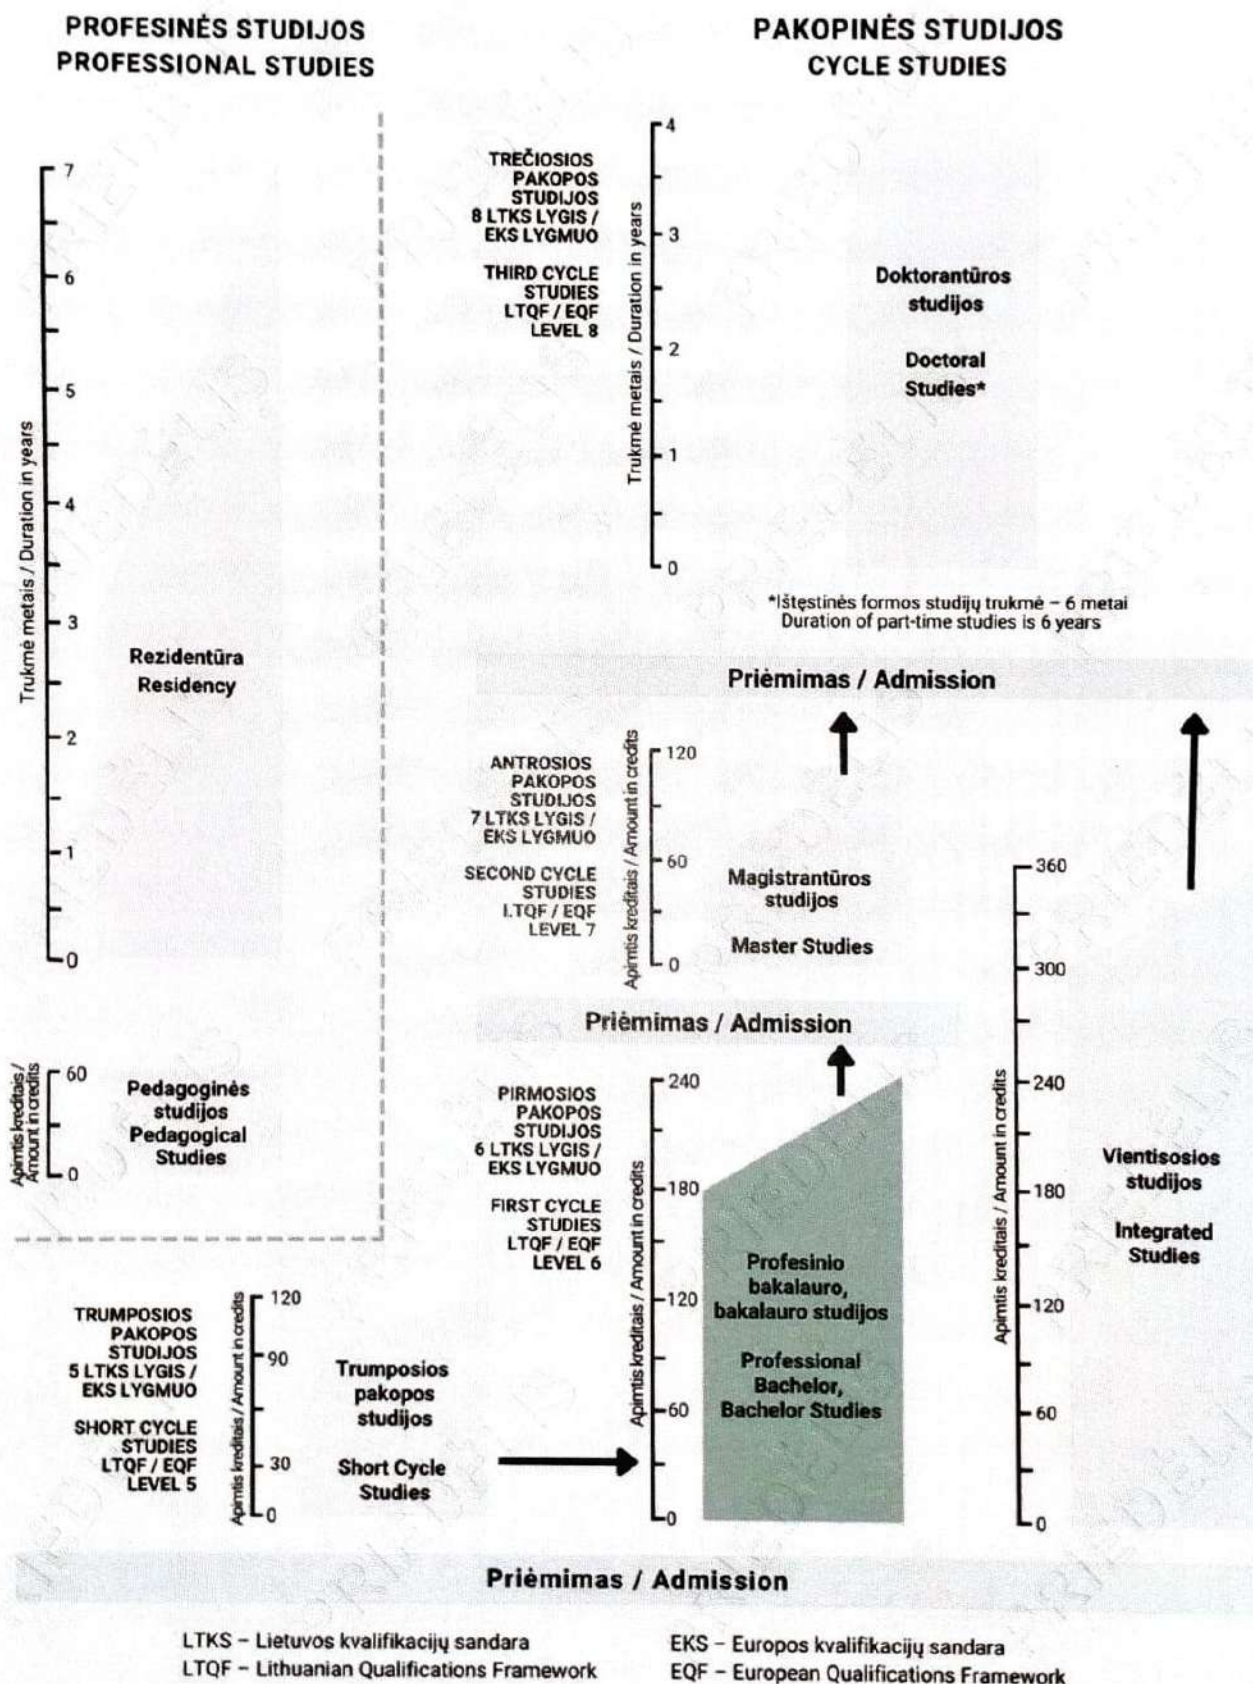 PROFESINĖS STUDIJOS
PROFESSIONAL STUDIES
7
6
5
4
3
2
1
0
Trukmė metais / Duration in years
Rezidentūra
Residency
Apimtis kreditais /
Amount in credits
60
0
Pedagoginės
studijos
Pedagogical
Studies
PAKOPINĖS STUDIJOS
CYCLE STUDIES
TREČIOSIOS
PAKOPOS
STUDIJOS
8 LTKS LYGIS /
EKS LYGMUO
THIRD CYCLE
STUDIES
LTQF / EQF
LEVEL 8
Trukmė metais / Duration in years
4
3
2
1
0
Doktorantūros
studijos
Doctoral
Studies*
*Ištęstinės formos studijų trukmė – 6 metai
Duration of part-time studies is 6 years
Priėmimas / Admission
ANTROSIOS
PAKOPOS
STUDIJOS
7 LTKS LYGIS /
EKS LYGMUO
SECOND CYCLE
STUDIES
LTQF / EQF
LEVEL 7
Apimtis kreditais / Amount in credits
120
60
0
Magistrantūros
studijos
Master Studies
Priėmimas / Admission
PIRMOSIOS
PAKOPOS
STUDIJOS
6 LTKS LYGIS /
EKS LYGMUO
FIRST CYCLE
STUDIES
LTQF / EQF
LEVEL 6
Apimtis kreditais / Amount in credits
240
180
120
60
0
Profesinio
bakalauro,
bakalauro studijos
Professional
Bachelor,
Bachelor Studies
Apimtis kreditais / Amount in credits
360
300
240
180
120
60
0
Vientisosios
studijos
Integrated
Studies
TRUMPOSIOS
PAKOPOS
STUDIJOS
5 LTKS LYGIS /
EKS LYGMUO
SHORT CYCLE
STUDIES
LTQF / EQF
LEVEL 5
Apimtis kreditais / Amount in credits
120
90
30
0
Trumposios
pakopos
studijos
Short Cycle
Studies
Priėmimas / Admission
LTKS – Lietuvos kvalifikacijų sandara
LTQF – Lithuanian Qualifications Framework
EKS – Europos kvalifikacijų sandara
EQF – European Qualifications Framework